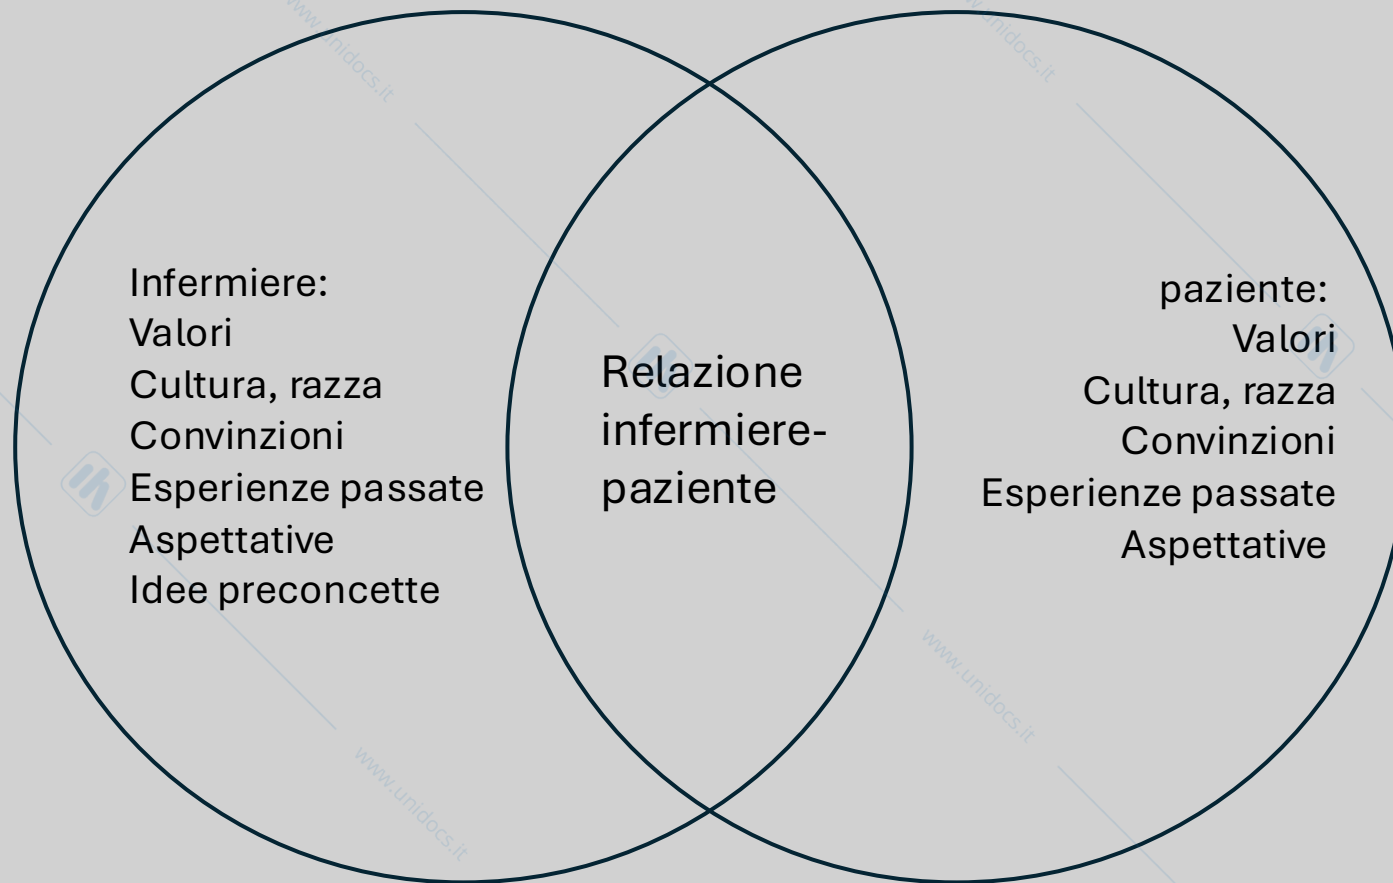 Infermiere:
Valori
Cultura, razza
Convinzioni
Esperienze passate
Aspettative
Idee preconcette
Relazione
infermiere-
paziente
paziente:
Valori
Cultura, razza
Convinzioni
Esperienze passate
Aspettative
www.unidocs.it
www.unidocs.it
www.unidocs.it
www.unidocs.it